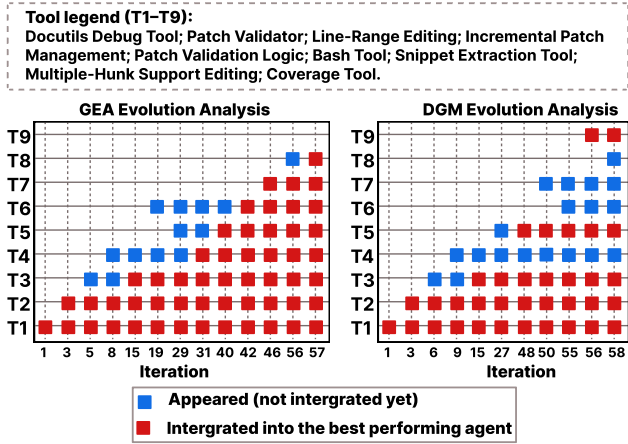 Tool legend (T1–T9):
Docutils Debug Tool; Patch Validator; Line-Range Editing; Incremental Patch
Management; Patch Validation Logic; Bash Tool; Snippet Extraction Tool;
Multiple-Hunk Support Editing; Coverage Tool.
GEA Evolution Analysis
T9
T8
T7
T6
T5
T4
T3
T2
T1
1 3 5 8 15 19 29 31 40 42 46 56 57
Iteration
DGM Evolution Analysis
T9
T8
T7
T6
T5
T4
T3
T2
T1
1 3 6 9 15 27 48 50 55 56 58
Iteration
Appeared (not intergrated yet)
Intergrated into the best performing agent